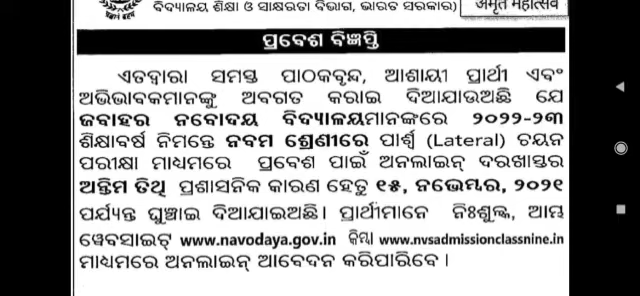 ବିଦ୍ୟାଳୟ ଶିକ୍ଷା ଓ ସାକ୍ଷରତା ବିଭାଗ, ଭାରତ ସରକାର) अमृत महोत्सव
ପ୍ରବେଶ ବିଜ୍ଞପ୍ତି
ଏତଦ୍ୱାରା ସମସ୍ତ ପାଠକବୃନ୍ଦ, ଆଶାୟୀ ପ୍ରାର୍ଥୀ ଏବଂ
ଅଭିଭାବକମାନଙ୍କୁ ଅବଗତ କରାଇ ଦିଆଯାଉଅଛି ଯେ
ଜବାହର ନବୋଦୟ ବିଦ୍ୟାଳୟମାନଙ୍କରେ ୨୦୨୨-୨୩
ଶିକ୍ଷାବର୍ଷ ନିମନ୍ତେ ନବମ ଶ୍ରେଣୀରେ ପାର୍ଶ୍ୱ (Lateral) ଚୟନ
ପରୀକ୍ଷା ମାଧ୍ୟମରେ ପ୍ରବେଶ ପାଇଁ ଅନଲାଇନ୍ ଦରଖାସ୍ତର
ଅନ୍ତିମ ତିଥି ପ୍ରଶାସନିକ କାରଣ ହେତୁ ୧୫, ନଭେମ୍ବର, ୨୦୨୧
ପର୍ଯ୍ୟନ୍ତ ଘୁଞ୍ଚାଇ ଦିଆଯାଇଅଛି। ପ୍ରାର୍ଥୀମାନେ ନିଃଶୁଳ୍କ, ଆମ୍ଭ
ୱେବସାଇଟ୍ www.navodaya.gov.in କିମ୍ବା www.nvsadmissionclassnine.in
ମାଧ୍ୟମରେ ଅନଲାଇନ୍ ଆବେଦନ କରିପାରିବେ ।